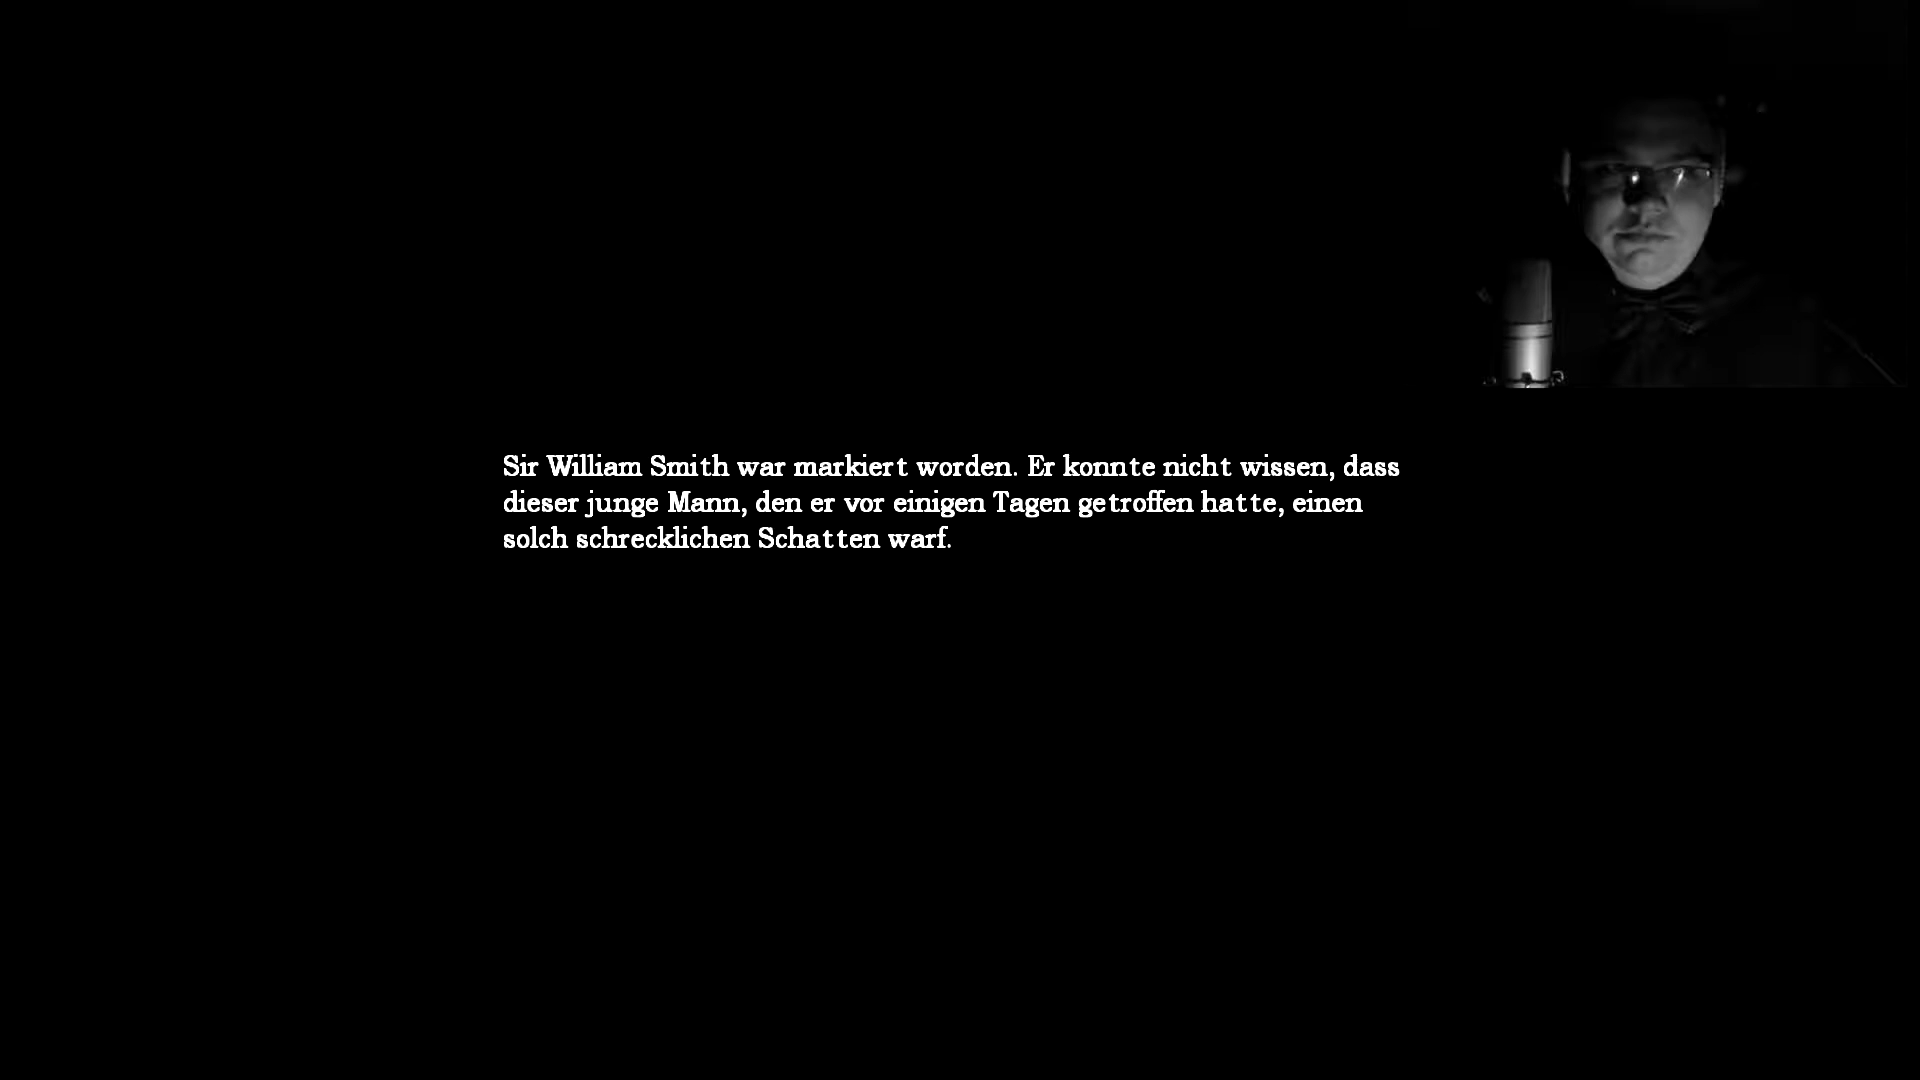 Sir William Smith war markiert worden. Er konnte nicht wissen, dass
dieser junge Mann, den er vor einigen Tagen getroffen hatte, einen
solch schrecklichen Schatten warf.